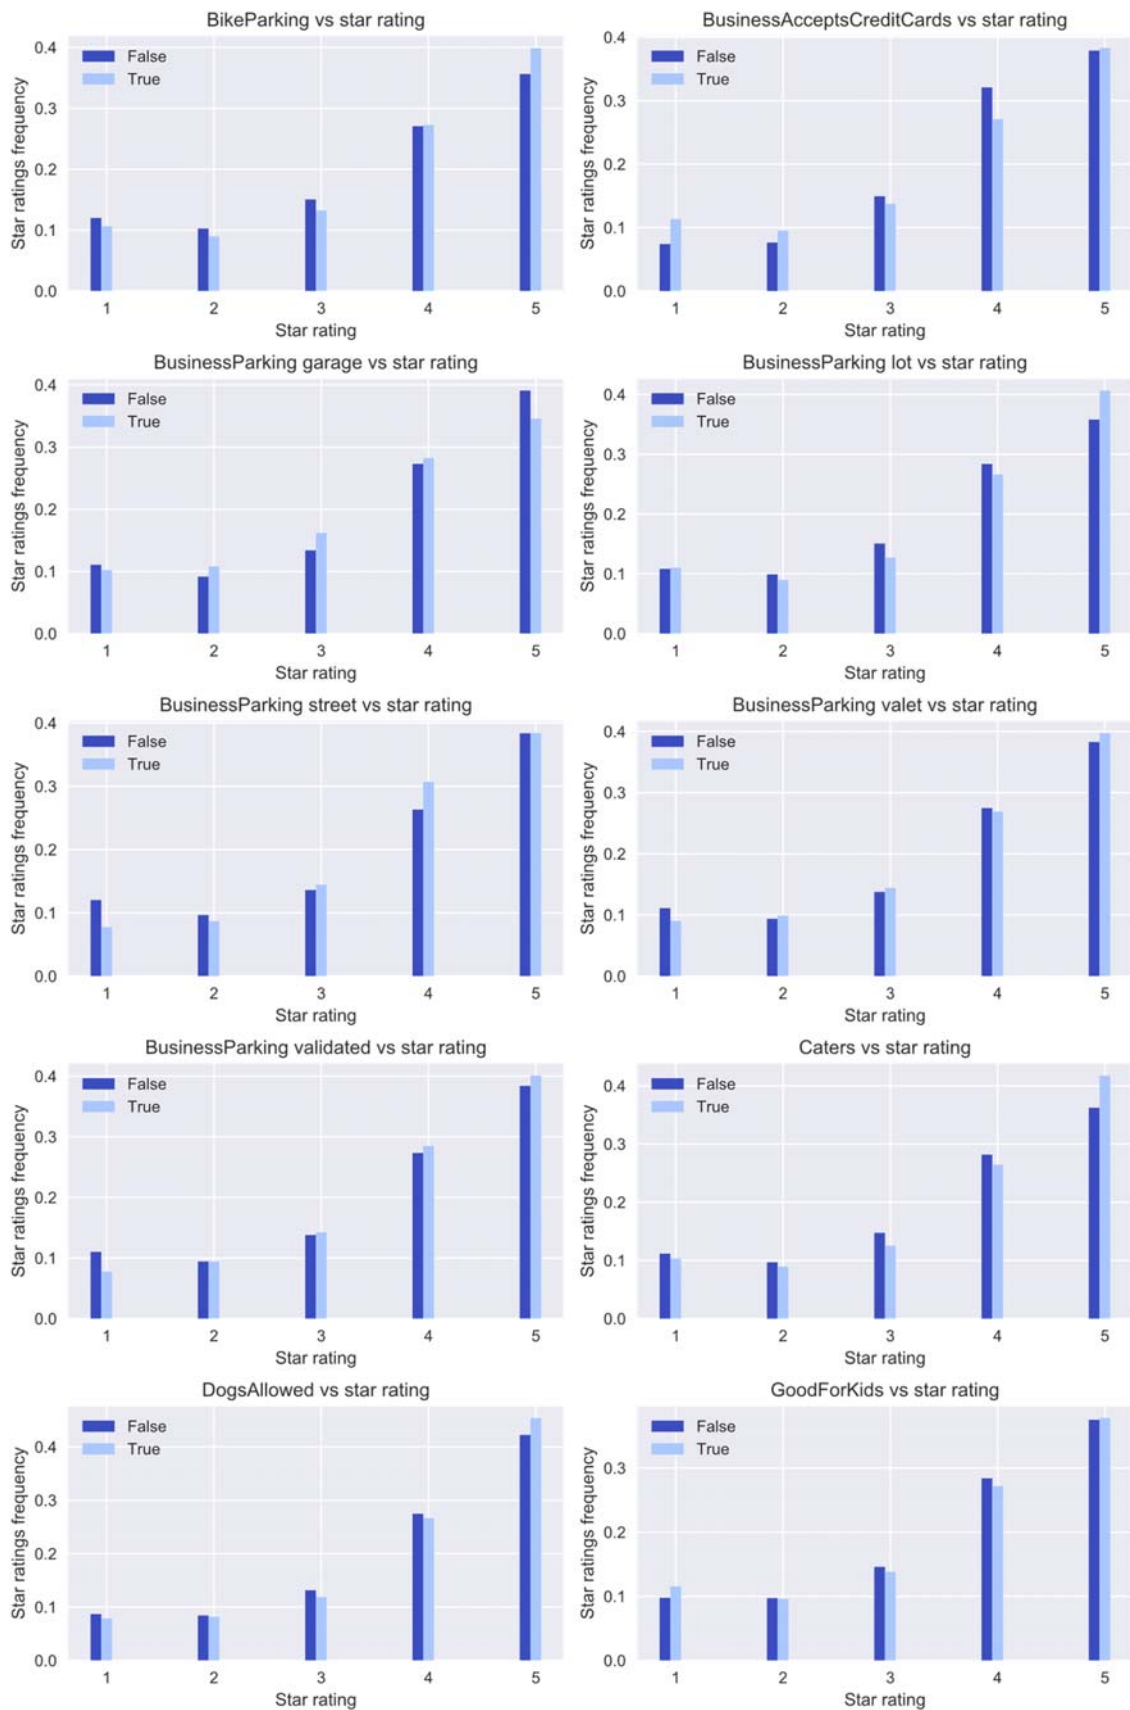 BikeParking vs star rating
Star ratings frequency
0.4
0.3
0.2
0.1
0.0
False
True
1 2 3 4 5
Star rating
BusinessAcceptsCreditCards vs star rating
Star ratings frequency
0.4
0.3
0.2
0.1
0.0
False
True
1 2 3 4 5
Star rating
BusinessParking garage vs star rating
Star ratings frequency
0.4
0.3
0.2
0.1
0.0
False
True
1 2 3 4 5
Star rating
BusinessParking lot vs star rating
Star ratings frequency
0.4
0.3
0.2
0.1
0.0
False
True
1 2 3 4 5
Star rating
BusinessParking street vs star rating
Star ratings frequency
0.4
0.3
0.2
0.1
0.0
False
True
1 2 3 4 5
Star rating
BusinessParking valet vs star rating
Star ratings frequency
0.4
0.3
0.2
0.1
0.0
False
True
1 2 3 4 5
Star rating
BusinessParking validated vs star rating
Star ratings frequency
0.4
0.3
0.2
0.1
0.0
False
True
1 2 3 4 5
Star rating
Caters vs star rating
Star ratings frequency
0.4
0.3
0.2
0.1
0.0
False
True
1 2 3 4 5
Star rating
DogsAllowed vs star rating
Star ratings frequency
0.4
0.3
0.2
0.1
0.0
False
True
1 2 3 4 5
Star rating
GoodForKids vs star rating
Star ratings frequency
0.3
0.2
0.1
0.0
False
True
1 2 3 4 5
Star rating